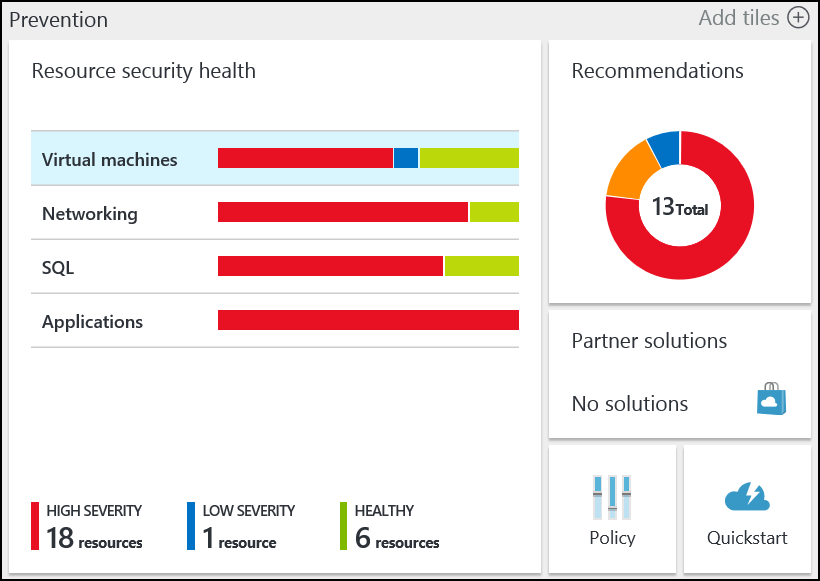 Prevention
Add tiles
Resource security health
Virtual machines
Networking
SQL
Applications
HIGH SEVERITY
18 resources
LOW SEVERITY
1 resource
HEALTHY
6 resources
Recommendations
13 Total
Partner solutions
No solutions
Policy
Quickstart